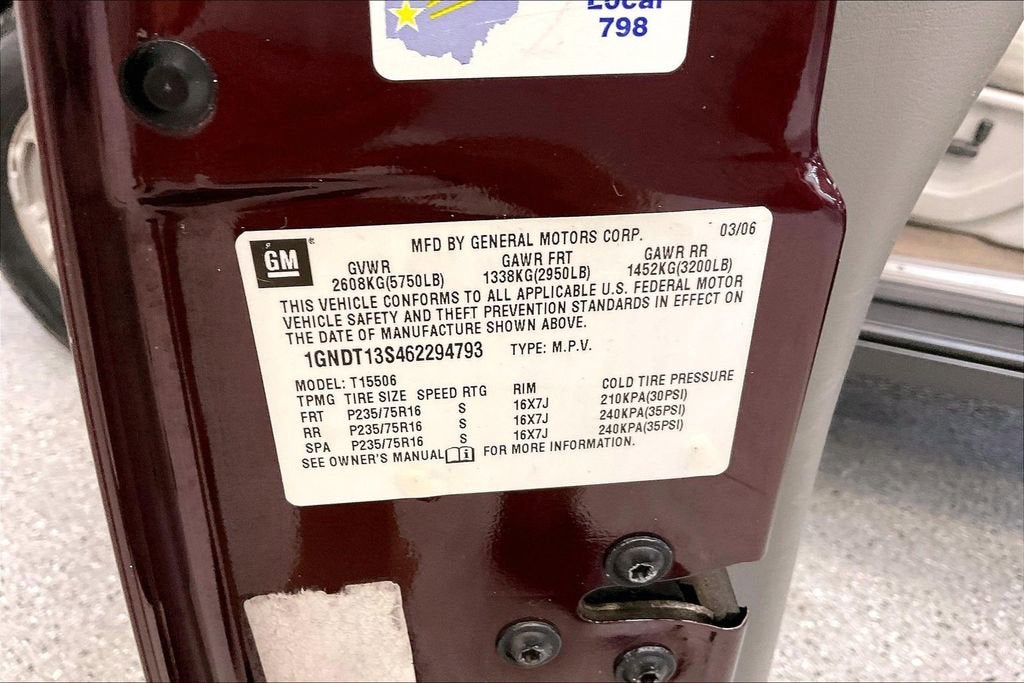 Local
798
GM
MFD BY GENERAL MOTORS CORP.
03/06
GVWR GAWR FRT GAWR RR
2608KG(5750LB) 1338KG(2950LB) 1452KG(3200LB)
THIS VEHICLE CONFORMS TO ALL APPLICABLE U.S. FEDERAL MOTOR
VEHICLE SAFETY AND THEFT PREVENTION STANDARDS IN EFFECT ON
THE DATE OF MANUFACTURE SHOWN ABOVE.
1GNDT13S462294793 TYPE: M.P.V.
MODEL: T15506
TPMG TIRE SIZE SPEED RTG RIM COLD TIRE PRESSURE
FRT P235/75R16 S 16X7J 210KPA(30PSI)
RR P235/75R16 S 16X7J 240KPA(35PSI)
SPA P235/75R16 S 16X7J 240KPA(35PSI)
SEE OWNER'S MANUAL i FOR MORE INFORMATION.